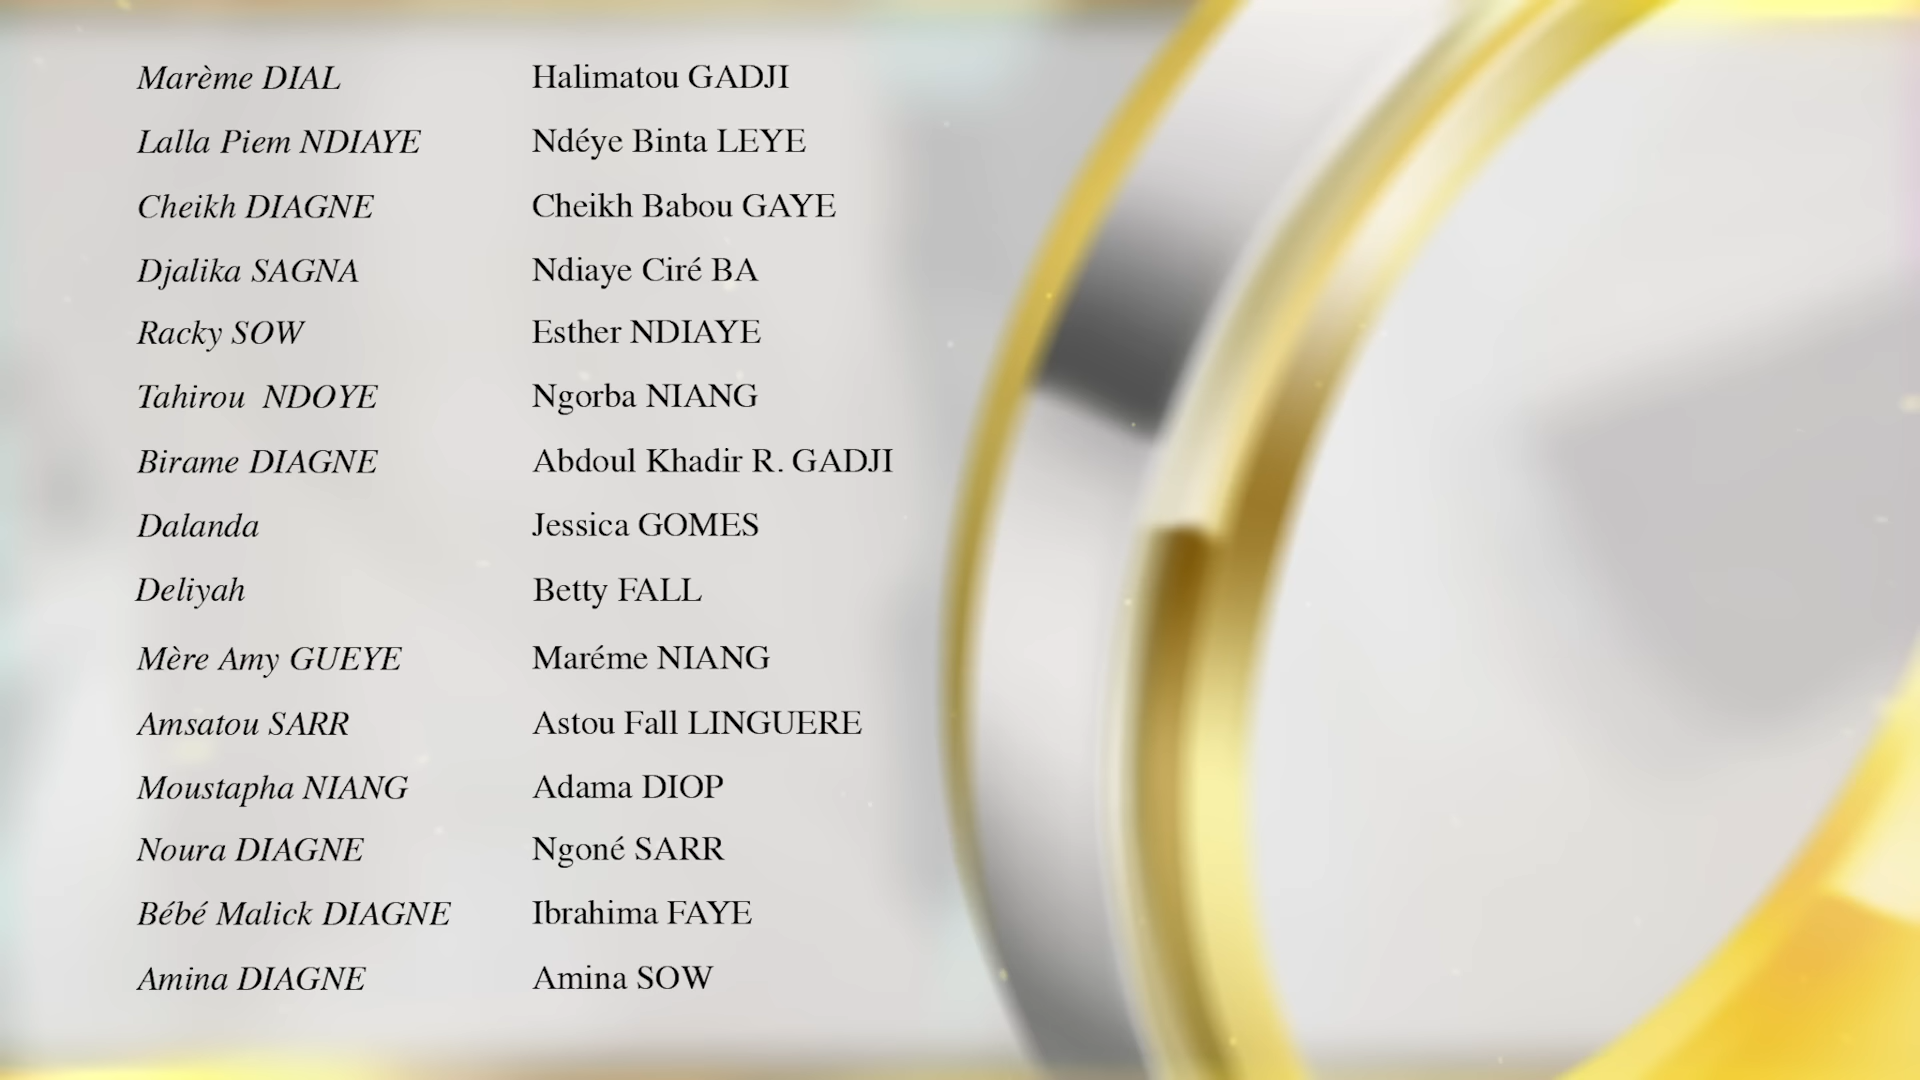 Marème DIAL Halimatou GADJI
Lalla Piem NDIAYE Ndéye Binta LEYE
Cheikh DIAGNE Cheikh Babou GAYE
Djalika SAGNA Ndiaye Ciré BA
Racky SOW Esther NDIAYE
Tahirou NDOYE Ngorba NIANG
Birame DIAGNE Abdoul Khadir R. GADJI
Dalanda Jessica GOMES
Deliyah Betty FALL
Mère Amy GUEYE Maréme NIANG
Amsatou SARR Astou Fall LINGUERE
Moustapha NIANG Adama DIOP
Noura DIAGNE Ngoné SARR
Bébé Malick DIAGNE Ibrahima FAYE
Amina DIAGNE Amina SOW